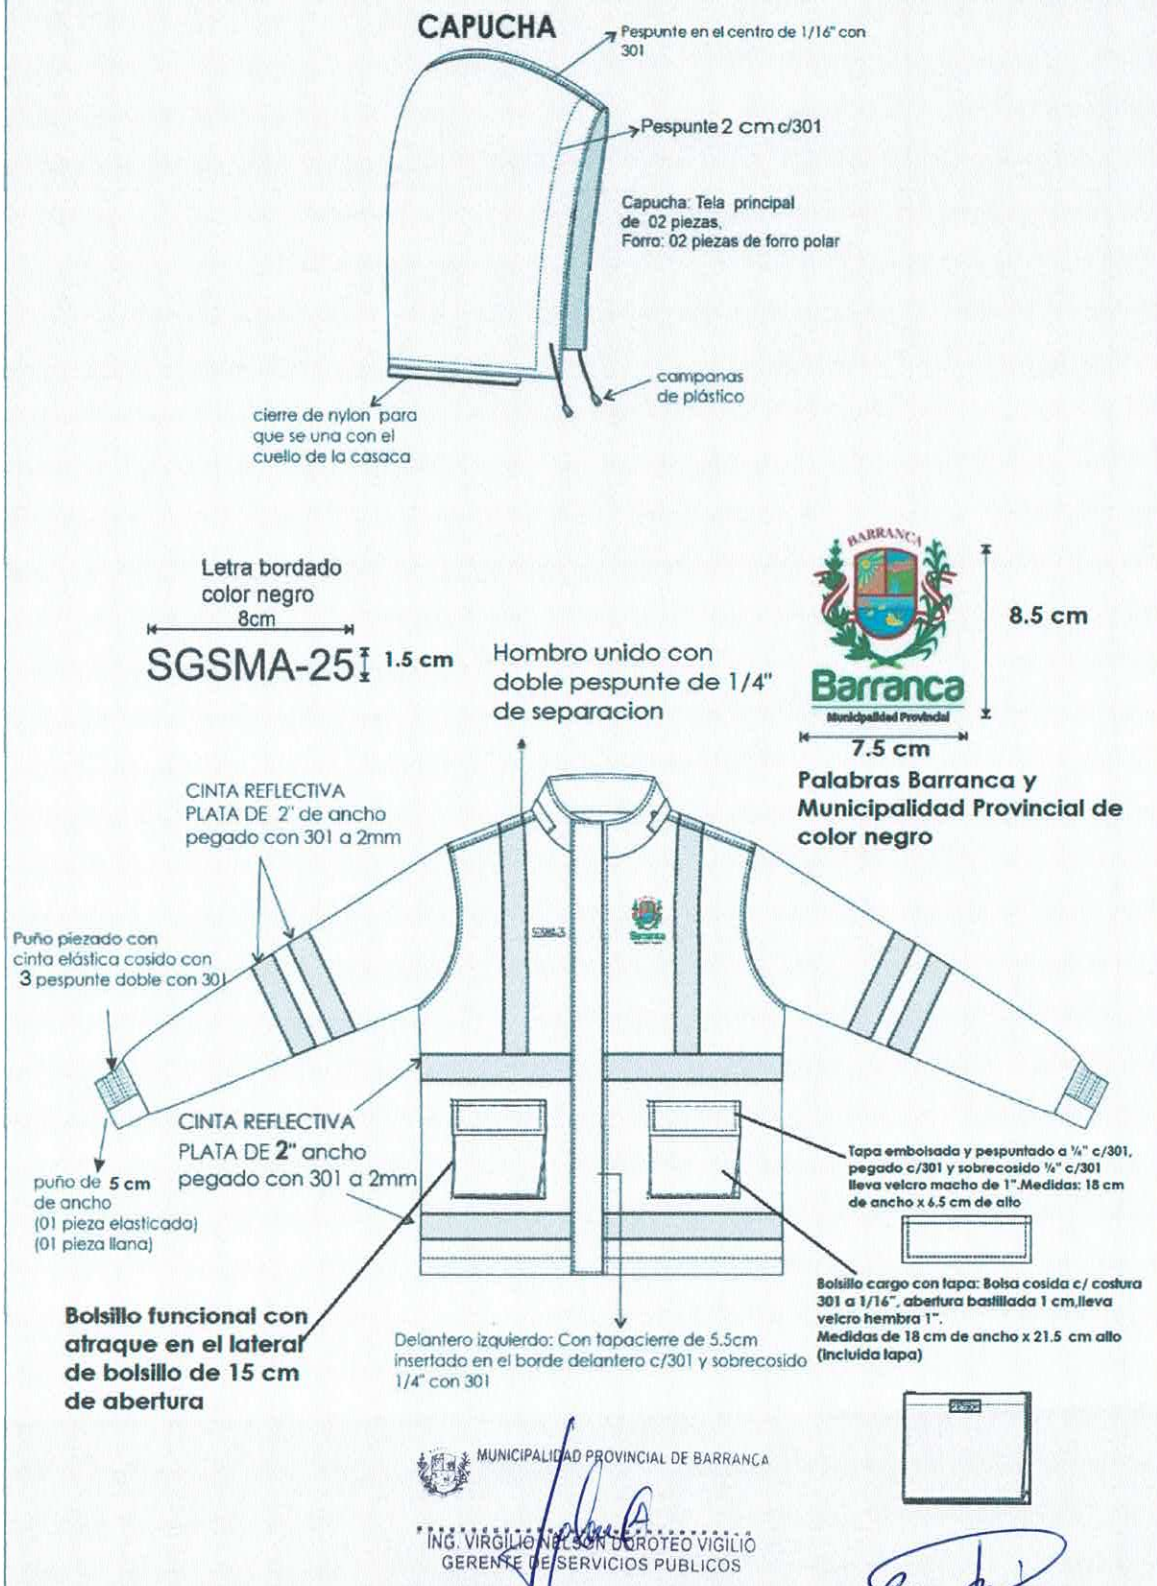 CAPUCHA
Pespunte en el centro de 1/16" con
301
Pespunte 2 cm c/301
Capucha: Tela principal
de 02 piezas,
Forro: 02 piezas de forro polar
campanas
de plástico
cierre de nylon para
que se una con el
cuello de la casaca
BARRANCA
Letra bordado
color negro
8cm
SGSMA-25
1.5 cm
8.5 cm
Barranca
Municipalidad Provincial
7.5 cm
Hombro unido con
doble pespunte de 1/4"
de separacion
Palabras Barranca y
Municipalidad Provincial de
color negro
CINTA REFLECTIVA
PLATA DE 2" de ancho
pegado con 301 a 2mm
SGSMA-25
Barranca
Puño piezado con
cinta elástica cosido con
3 pespunte doble con 301
CINTA REFLECTIVA
PLATA DE 2" ancho
pegado con 301 a 2mm
puño de 5 cm
de ancho
(01 pieza elasticada)
(01 pieza llana)
Tapa embolsada y pespuntado a ¼" c/301,
pegado c/301 y sobrecosido ¼" c/301
lleva velcro macho de 1".Medidas: 18 cm
de ancho x 6.5 cm de alto
Bolsillo cargo con tapa: Bolsa cosida c/ costura
301 a 1/16", abertura bastillada 1 cm,lleva
velcro hembra 1".
Medidas de 18 cm de ancho x 21.5 cm alto
(Incluida tapa)
Bolsillo funcional con
atraque en el lateral
de bolsillo de 15 cm
de abertura
Delantero izquierdo: Con tapacierre de 5.5cm
insertado en el borde delantero c/301 y sobrecosido
1/4" con 301
MUNICIPALIDAD PROVINCIAL DE BARRANCA
ING. VIRGILIO NELSON DOROTEO VIGILIO
GERENTE DE SERVICIOS PUBLICOS